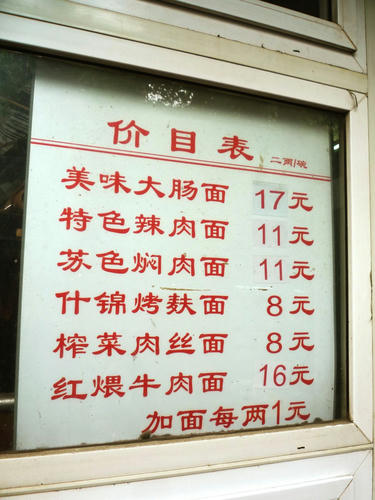 价目表 二两/碗
美味大肠面 17元
特色辣肉面 11元
苏色焖肉面 11元
什锦烤麸面 8元
榨菜肉丝面 8元
红煨牛肉面 16元
加面每两1元